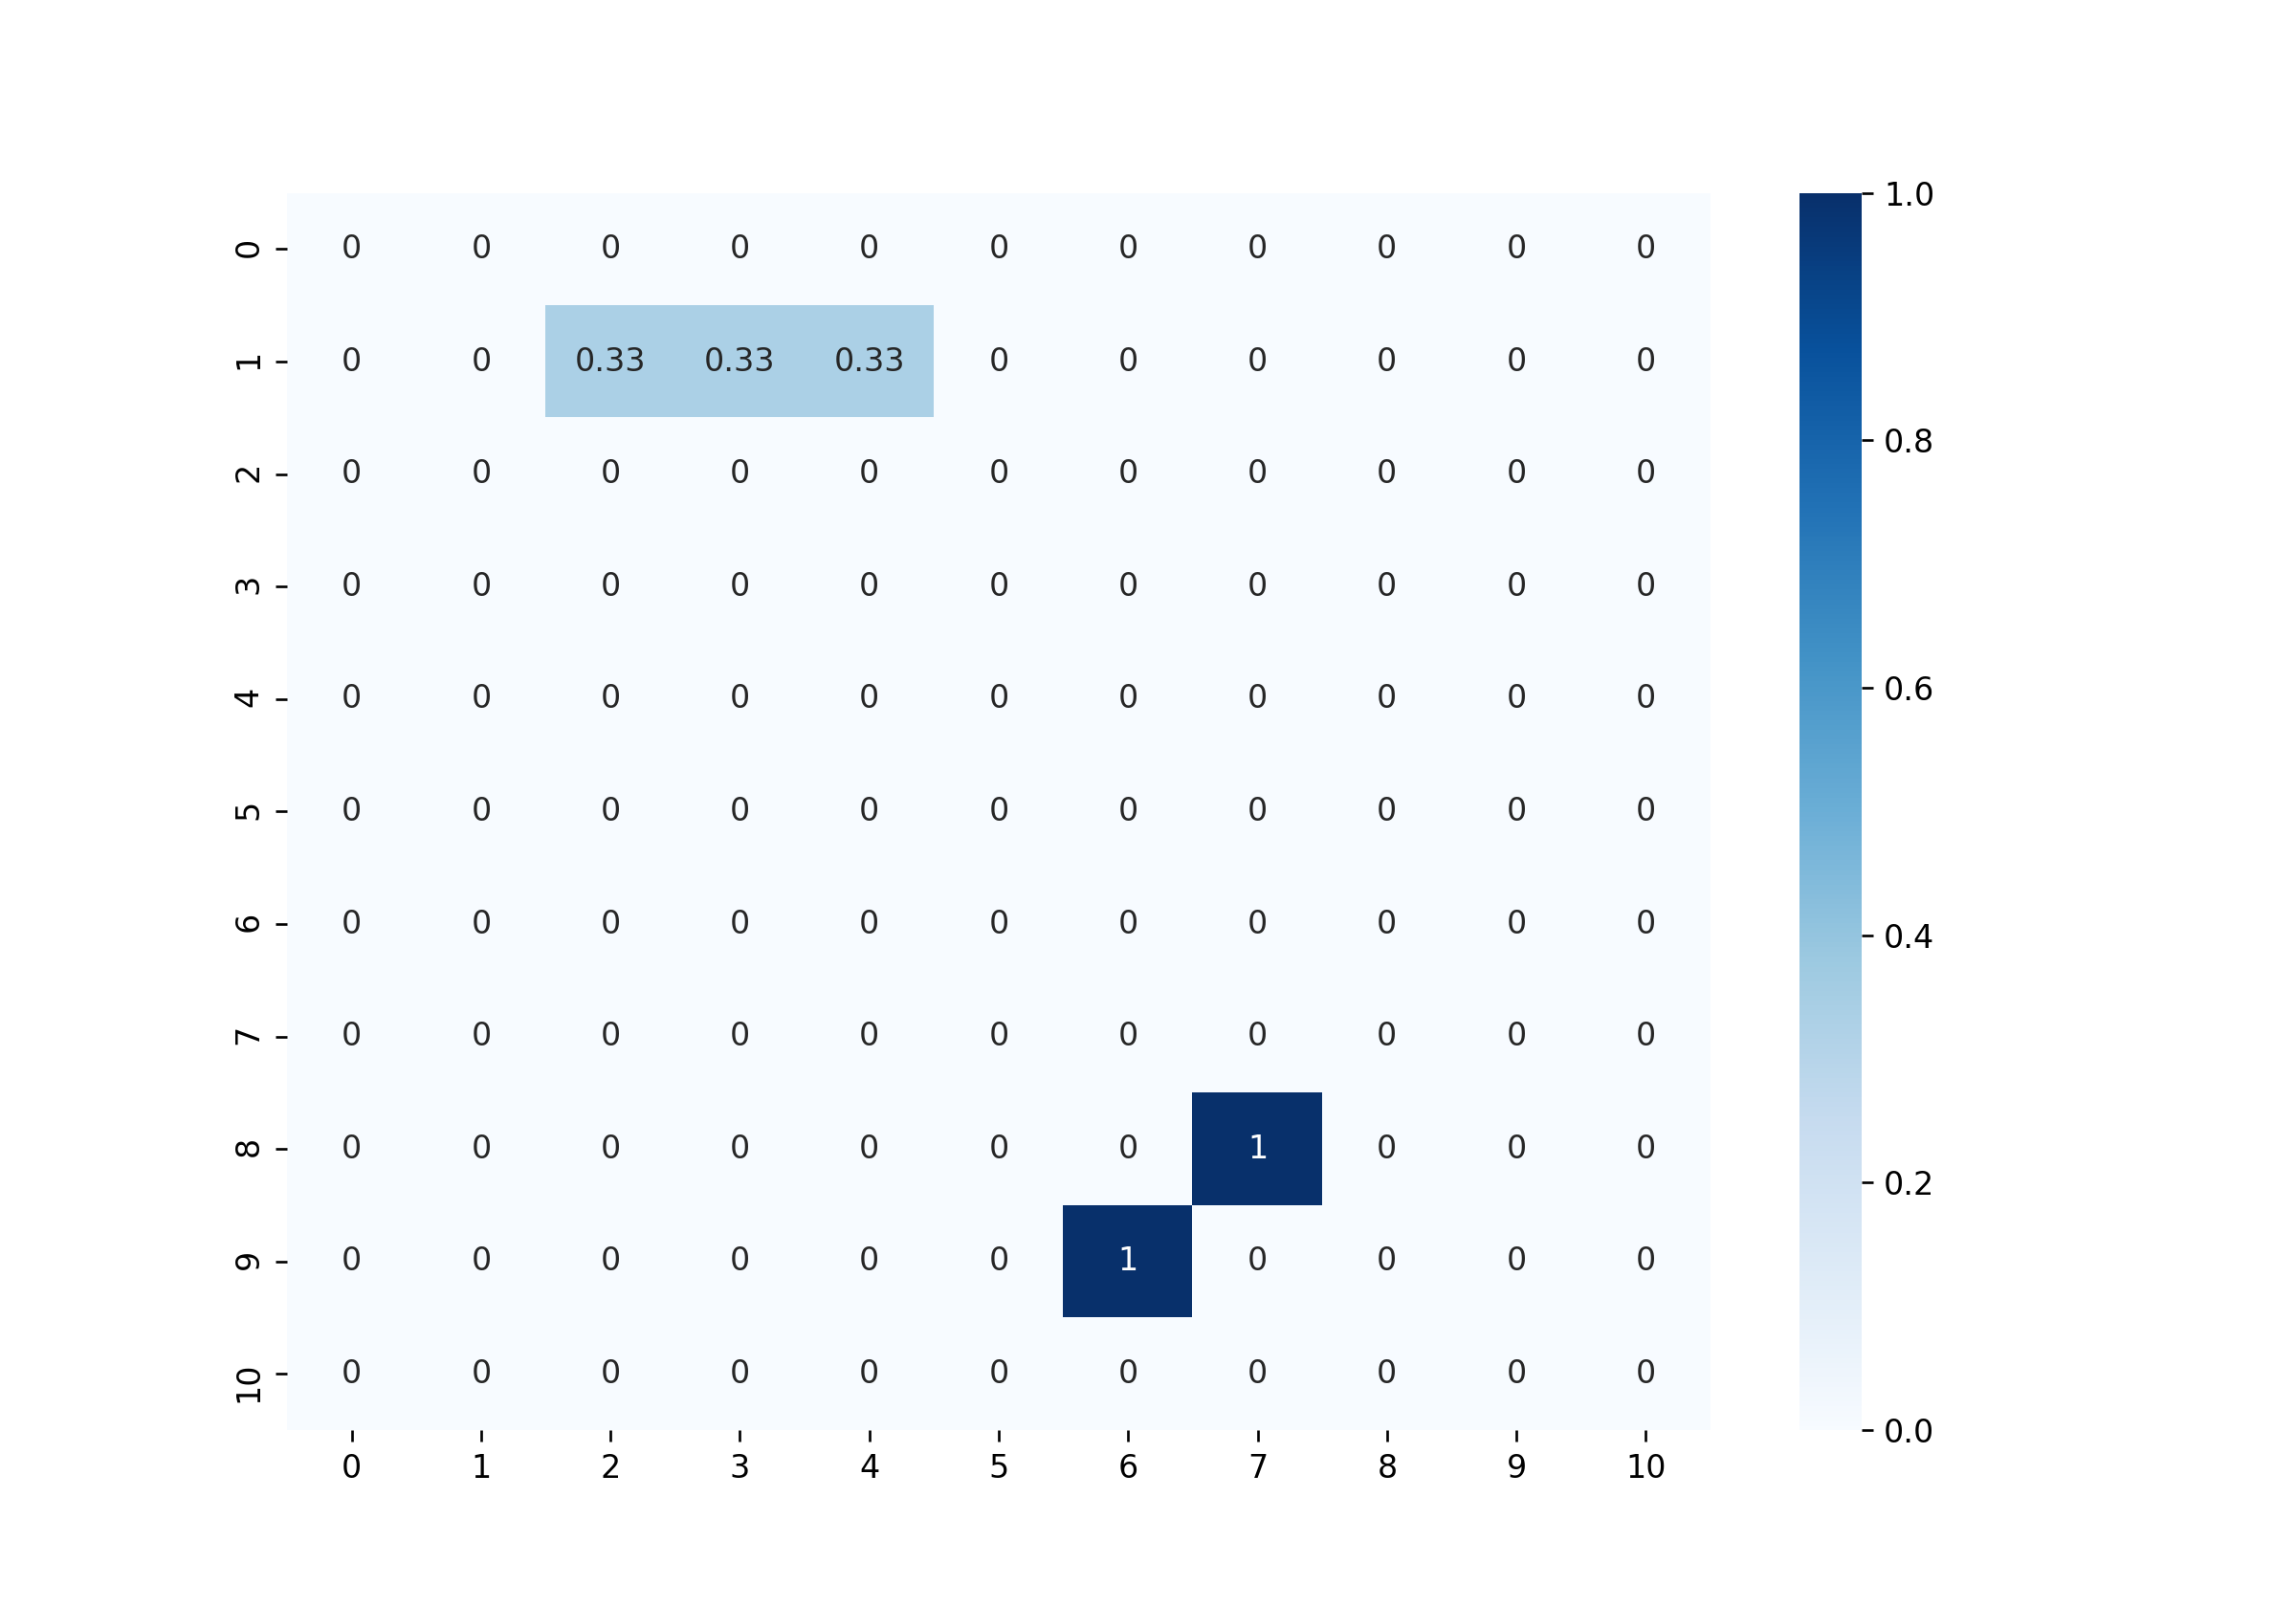 1.0
0 0 0 0 0 0 0 0 0 0 0 0
1 0 0 0.33 0.33 0.33 0 0 0 0 0 0
0.8
2 0 0 0 0 0 0 0 0 0 0 0
3 0 0 0 0 0 0 0 0 0 0 0
0.6
4 0 0 0 0 0 0 0 0 0 0 0
5 0 0 0 0 0 0 0 0 0 0 0
6 0 0 0 0 0 0 0 0 0 0 0
0.4
7 0 0 0 0 0 0 0 0 0 0 0
8 0 0 0 0 0 0 0 1 0 0 0
0.2
9 0 0 0 0 0 0 1 0 0 0 0
10 0 0 0 0 0 0 0 0 0 0 0
0.0
0 1 2 3 4 5 6 7 8 9 10